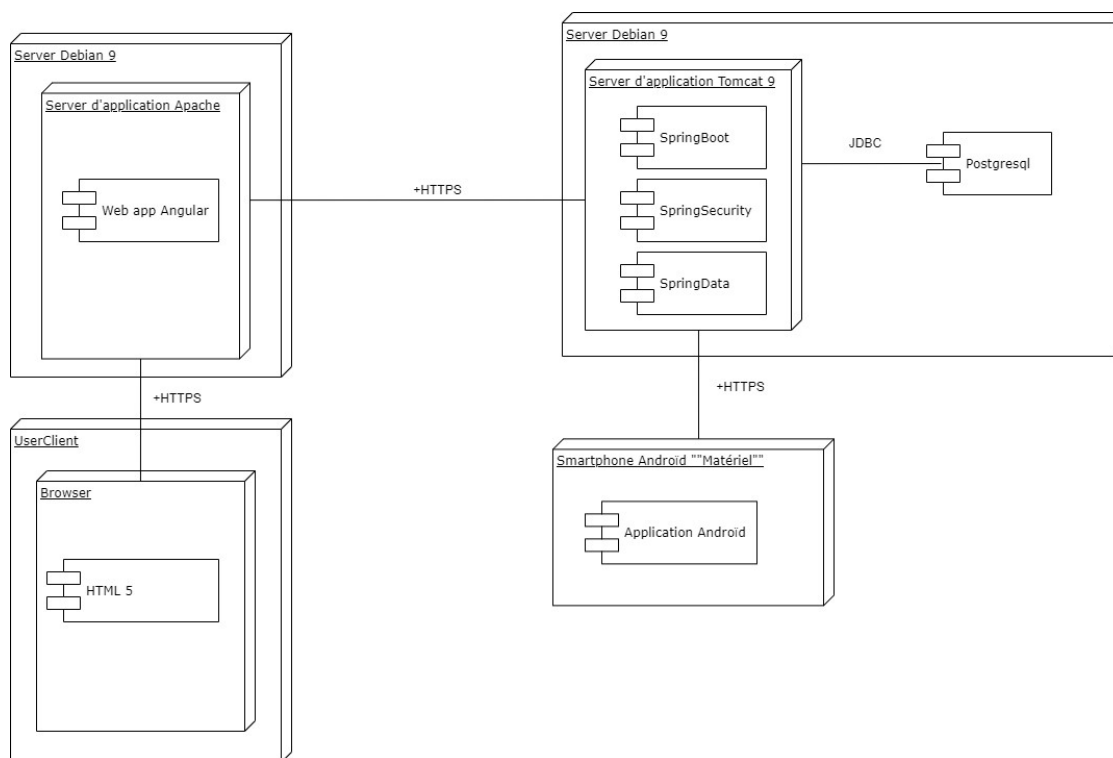 Server Debian 9
Server d'application Apache
Web app Angular
+HTTPS
Server Debian 9
Server d'application Tomcat 9
SpringBoot
SpringSecurity
SpringData
JDBC
Postgresql
+HTTPS
UserClient
Browser
HTML 5
+HTTPS
Smartphone Androïd ""Matériel""
Application Androïd